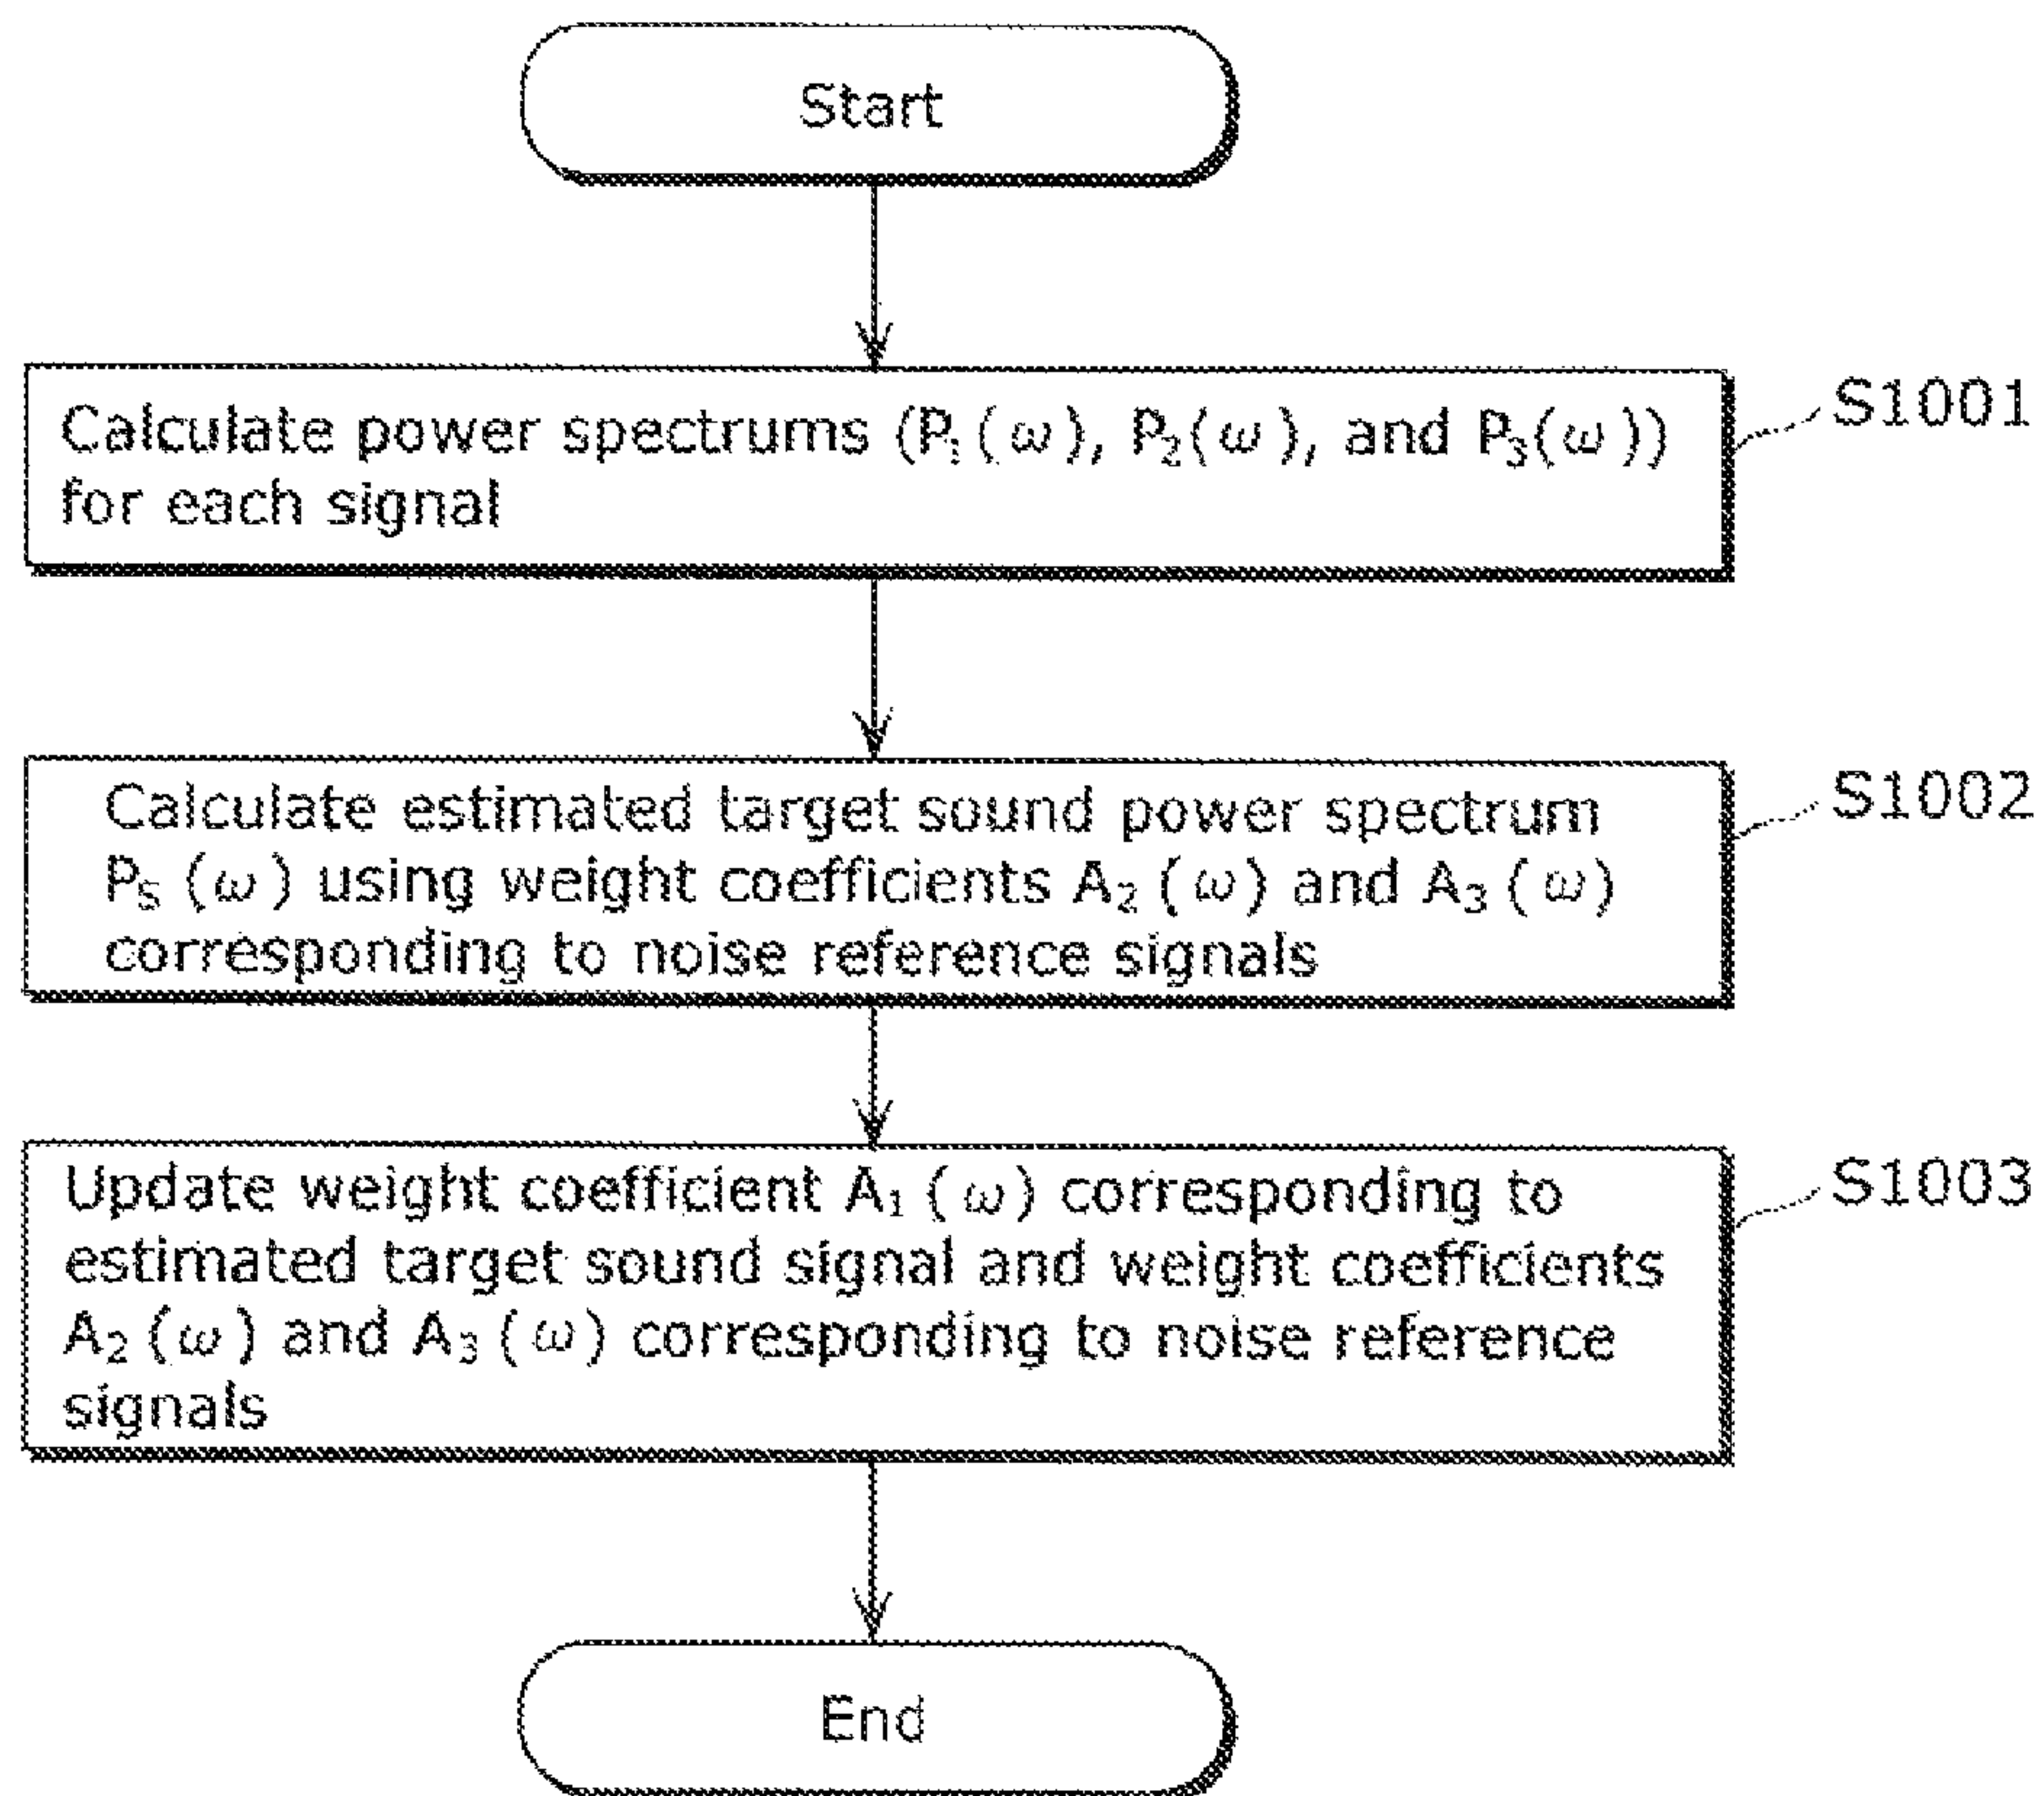 Start
Calculate power spectrums (P₁(ω), P₂(ω), and P₃(ω))
for each signal
S1001
Calculate estimated target sound power spectrum
P_S(ω) using weight coefficients A₂(ω) and A₃(ω)
corresponding to noise reference signals
S1002
Update weight coefficient A₁(ω) corresponding to
estimated target sound signal and weight coefficients
A₂(ω) and A₃(ω) corresponding to noise reference
signals
S1003
End